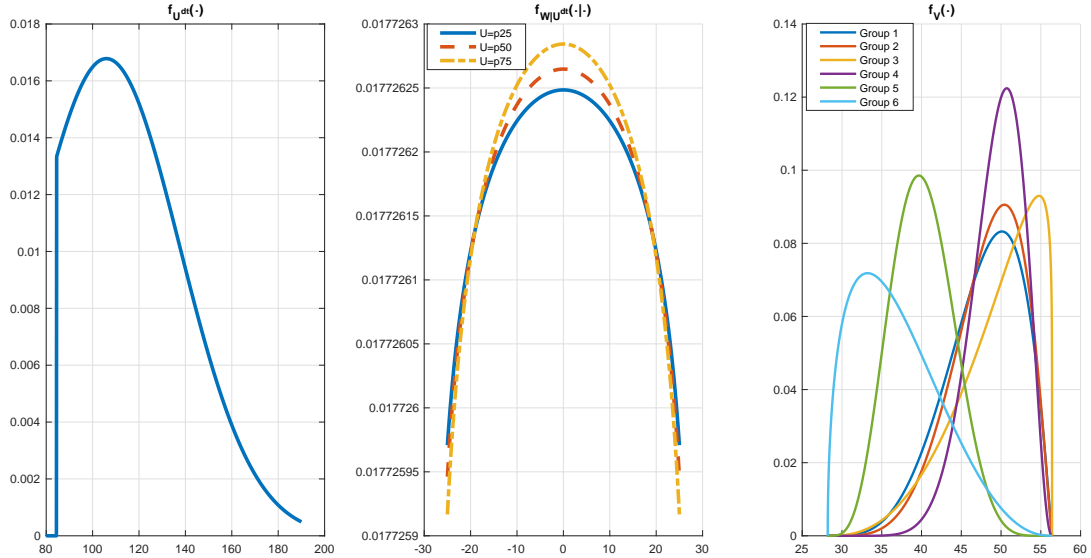 f_U^dt(·)
0.018
0.016
0.014
0.012
0.01
0.008
0.006
0.004
0.002
0
80 100 120 140 160 180 200
f_W|U^dt(·|·)
0.0177263
0.01772625
0.0177262
0.01772615
0.0177261
0.01772605
0.017726
0.01772595
0.0177259
-30 -20 -10 0 10 20 30
U=p25
U=p50
U=p75
f_V(·)
0.14
0.12
0.1
0.08
0.06
0.04
0.02
0
25 30 35 40 45 50 55 60
Group 1
Group 2
Group 3
Group 4
Group 5
Group 6